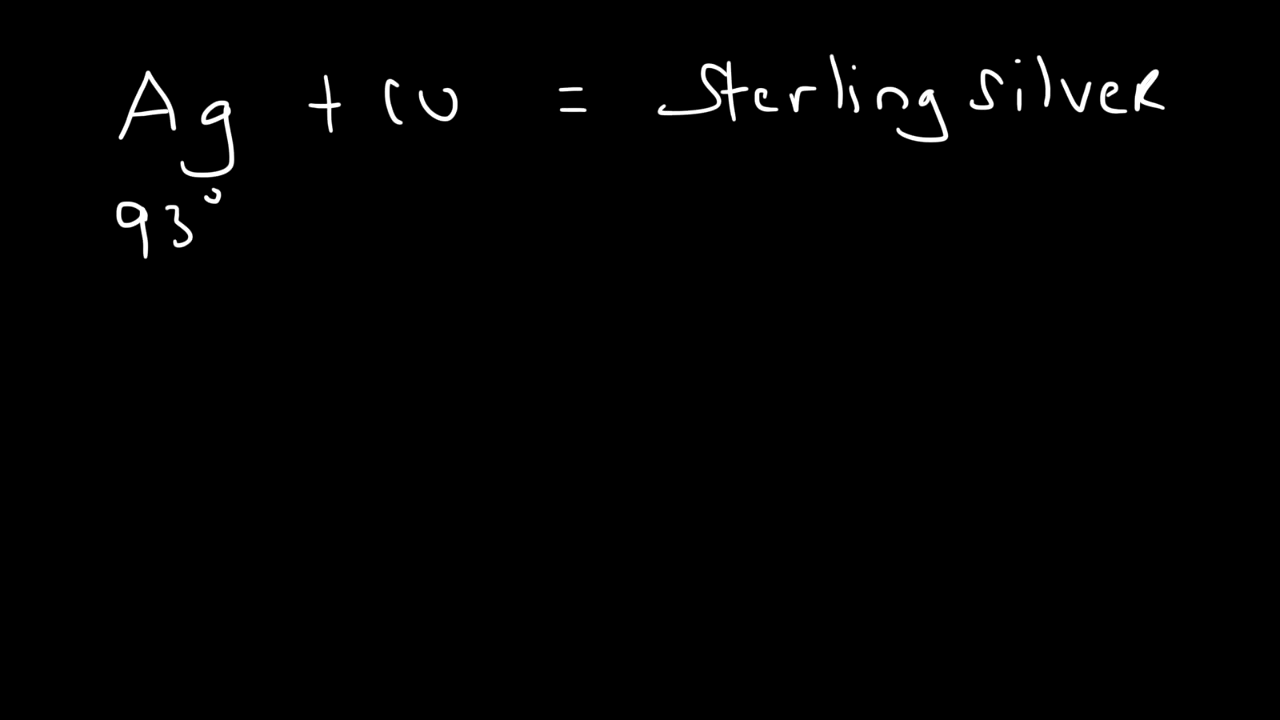 Ag + Cu = Sterling silver
93°